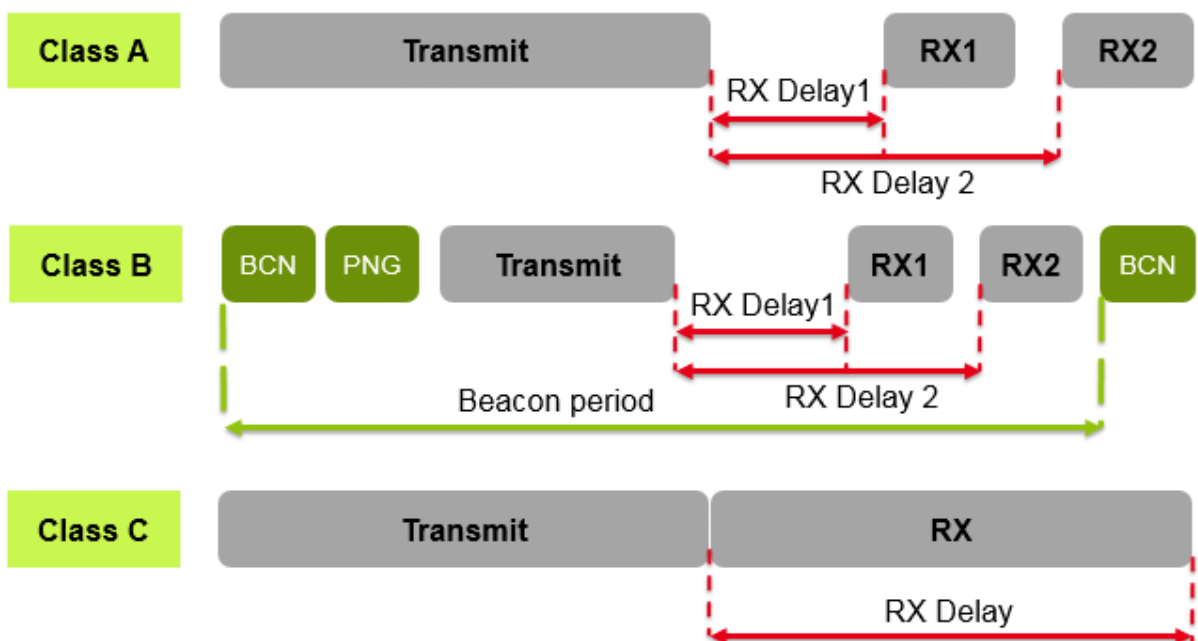 Class A
Transmit
RX1
RX2
RX Delay1
RX Delay 2
Class B
BCN
PNG
Transmit
RX1
RX2
BCN
RX Delay1
RX Delay 2
Beacon period
Class C
Transmit
RX
RX Delay